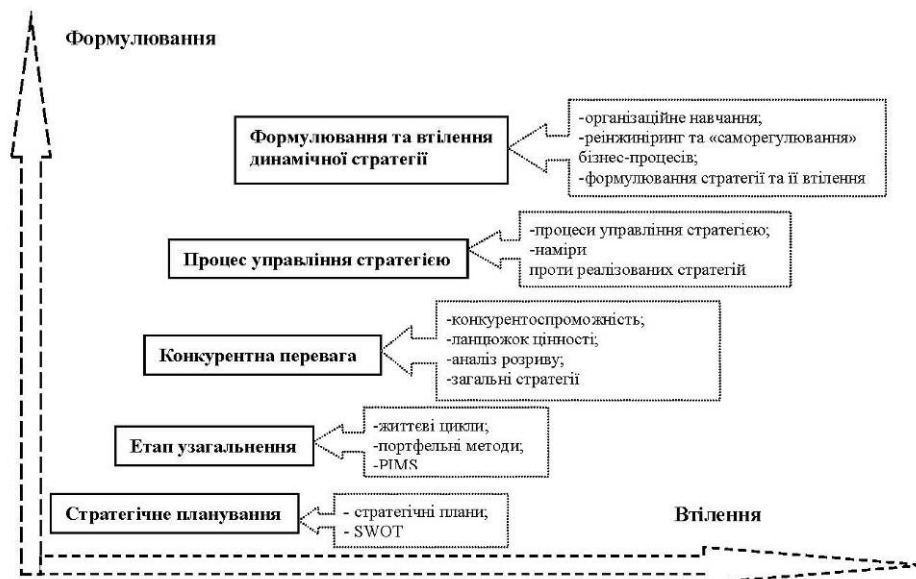 Формулювання
Формулювання та втілення
динамічної стратегії
-організаційне навчання;
-реінжиніринг та «саморегулювання»
бізнес-процесів;
-формулювання стратегії та її втілення
Процес управління стратегією
-процеси управління стратегією;
-наміри
проти реалізованих стратегій
Конкурентна перевага
-конкурентоспроможність;
-ланцюжок цінності;
-аналіз розриву;
-загальні стратегії
Етап узагальнення
-життєві цикли;
-портфельні методи;
-PIMS
Стратегічне планування
- стратегічні плани;
- SWOT
Втілення